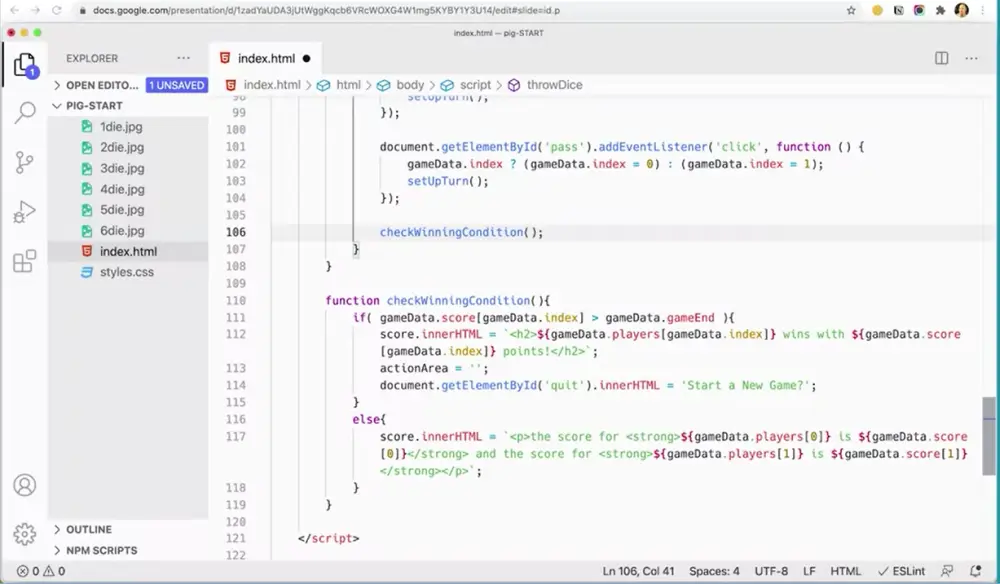 docs.google.com/presentation/d/1zadYaUDA3jUtWggKqcb6VRcWOXG4W1mg5KYBY1Y3U14/edit#slide=id.p
index.html — pig-START
EXPLORER
index.html
OPEN EDITO... 1 UNSAVED
index.html > html > body > script > throwDice
PIG-START
1die.jpg
2die.jpg
3die.jpg
4die.jpg
5die.jpg
6die.jpg
index.html
styles.css
OUTLINE
NPM SCRIPTS
98 setUpTurn();
99 });
100
101 document.getElementById('pass').addEventListener('click', function () {
102 gameData.index ? (gameData.index = 0) : (gameData.index = 1);
103 setUpTurn();
104 });
105
106 checkWinningCondition();
107 }
108 }
109
110 function checkWinningCondition(){
111 if( gameData.score[gameData.index] > gameData.gameEnd ){
112 score.innerHTML = `<h2>${gameData.players[gameData.index]} wins with ${gameData.score
[gameData.index]} points!</h2>`;
113 actionArea = '';
114 document.getElementById('quit').innerHTML = 'Start a New Game?';
115 }
116 else{
117 score.innerHTML = `<p>the score for <strong>${gameData.players[0]} is ${gameData.score
[0]}</strong> and the score for <strong>${gameData.players[1]} is ${gameData.score[1]}
</strong></p>`;
118 }
119 }
120
121 </script>
122
0 0 Ln 106, Col 41 Spaces: 4 UTF-8 LF HTML ESLint